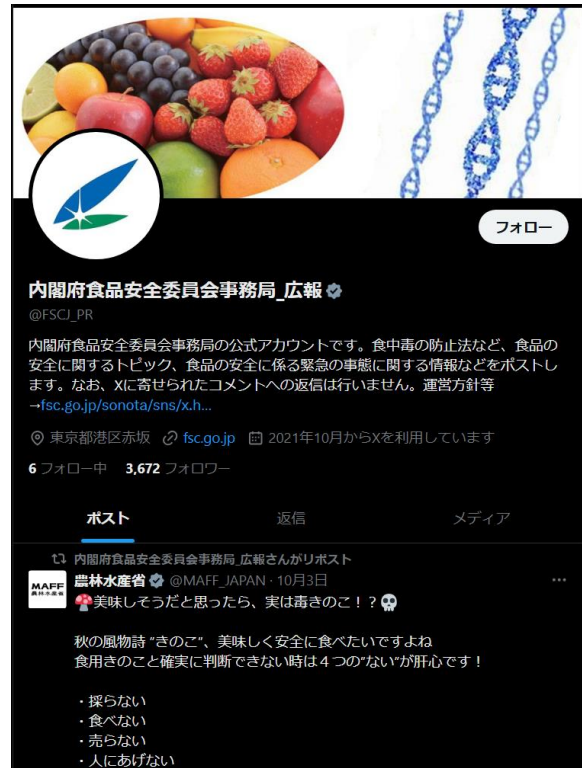 フォロー
内閣府食品安全委員会事務局_広報
@FSCJ_PR
内閣府食品安全委員会事務局の公式アカウントです。食中毒の防止法など、食品の
安全に関するトピック、食品の安全に係る緊急の事態に関する情報などをポストし
ます。なお、Xに寄せられたコメントへの返信は行いません。運営方針等
→fsc.go.jp/sonota/sns/x.h...
東京都港区赤坂 fsc.go.jp 2021年10月からXを利用しています
6 フォロー中 3,672 フォロワー
ポスト 返信 メディア
内閣府食品安全委員会事務局_広報さんがリポスト
MAFF
農林水産省
農林水産省 @MAFF_JAPAN · 10月3日
🍄美味しそうだと思ったら、実は毒きのこ！？💀
秋の風物詩 "きのこ"、美味しく安全に食べたいですよね
食用きのこと確実に判断できない時は４つの"ない"が肝心です！
・採らない
・食べない
・売らない
・人にあげない